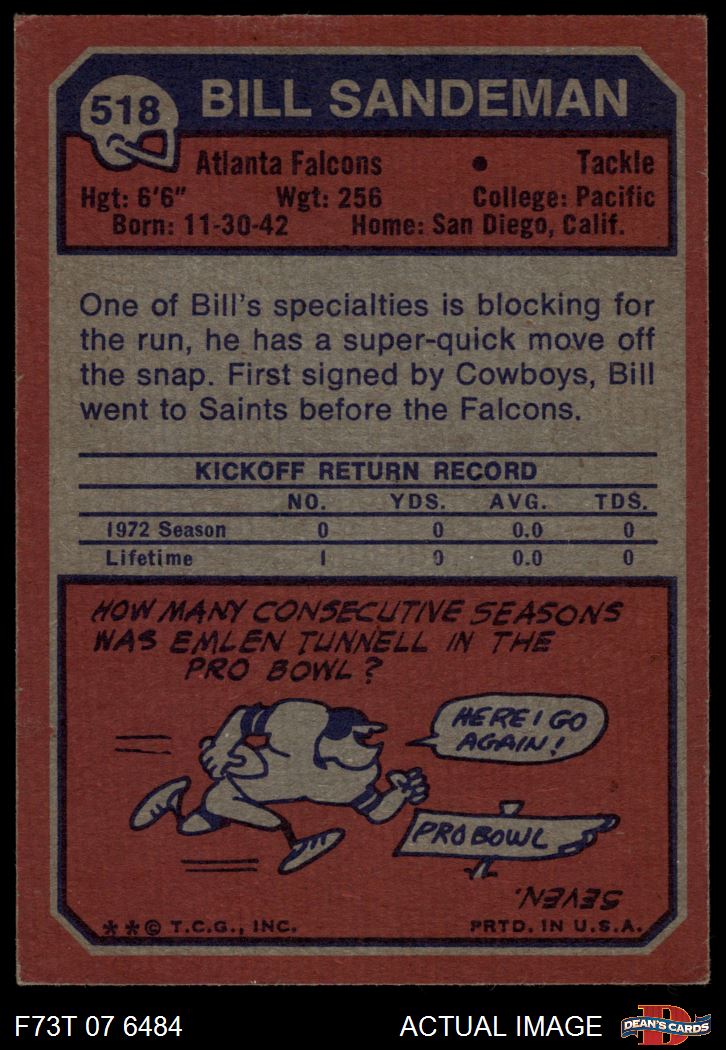 518
BILL SANDEMAN
Atlanta Falcons • Tackle
Hgt: 6'6" Wgt: 256 College: Pacific
Born: 11-30-42 Home: San Diego, Calif.
One of Bill's specialties is blocking for
the run, he has a super-quick move off
the snap. First signed by Cowboys, Bill
went to Saints before the Falcons.
KICKOFF RETURN RECORD
NO. YDS. AVG. TDS.
1972 Season 0 0 0.0 0
Lifetime 1 0 0.0 0
HOW MANY CONSECUTIVE SEASONS
WAS EMLEN TUNNELL IN THE
PRO BOWL?
HERE I GO
AGAIN!
PRO BOWL
SEVEN.
**© T.C.G., INC. PRTD. IN U.S.A.
F73T 07 6484 ACTUAL IMAGE
D
DEAN'S CARDS